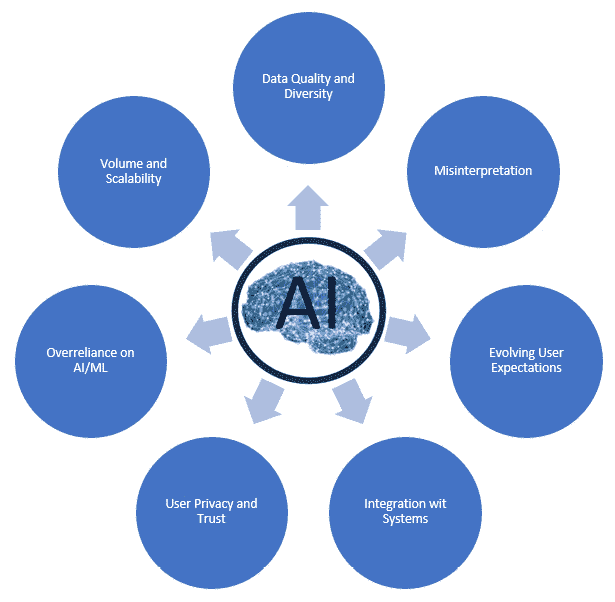 Data Quality and
Diversity
Volume and
Scalability
Misinterpretation
AI
Overreliance on
AI/ML
Evolving User
Expectations
User Privacy and
Trust
Integration wit
Systems